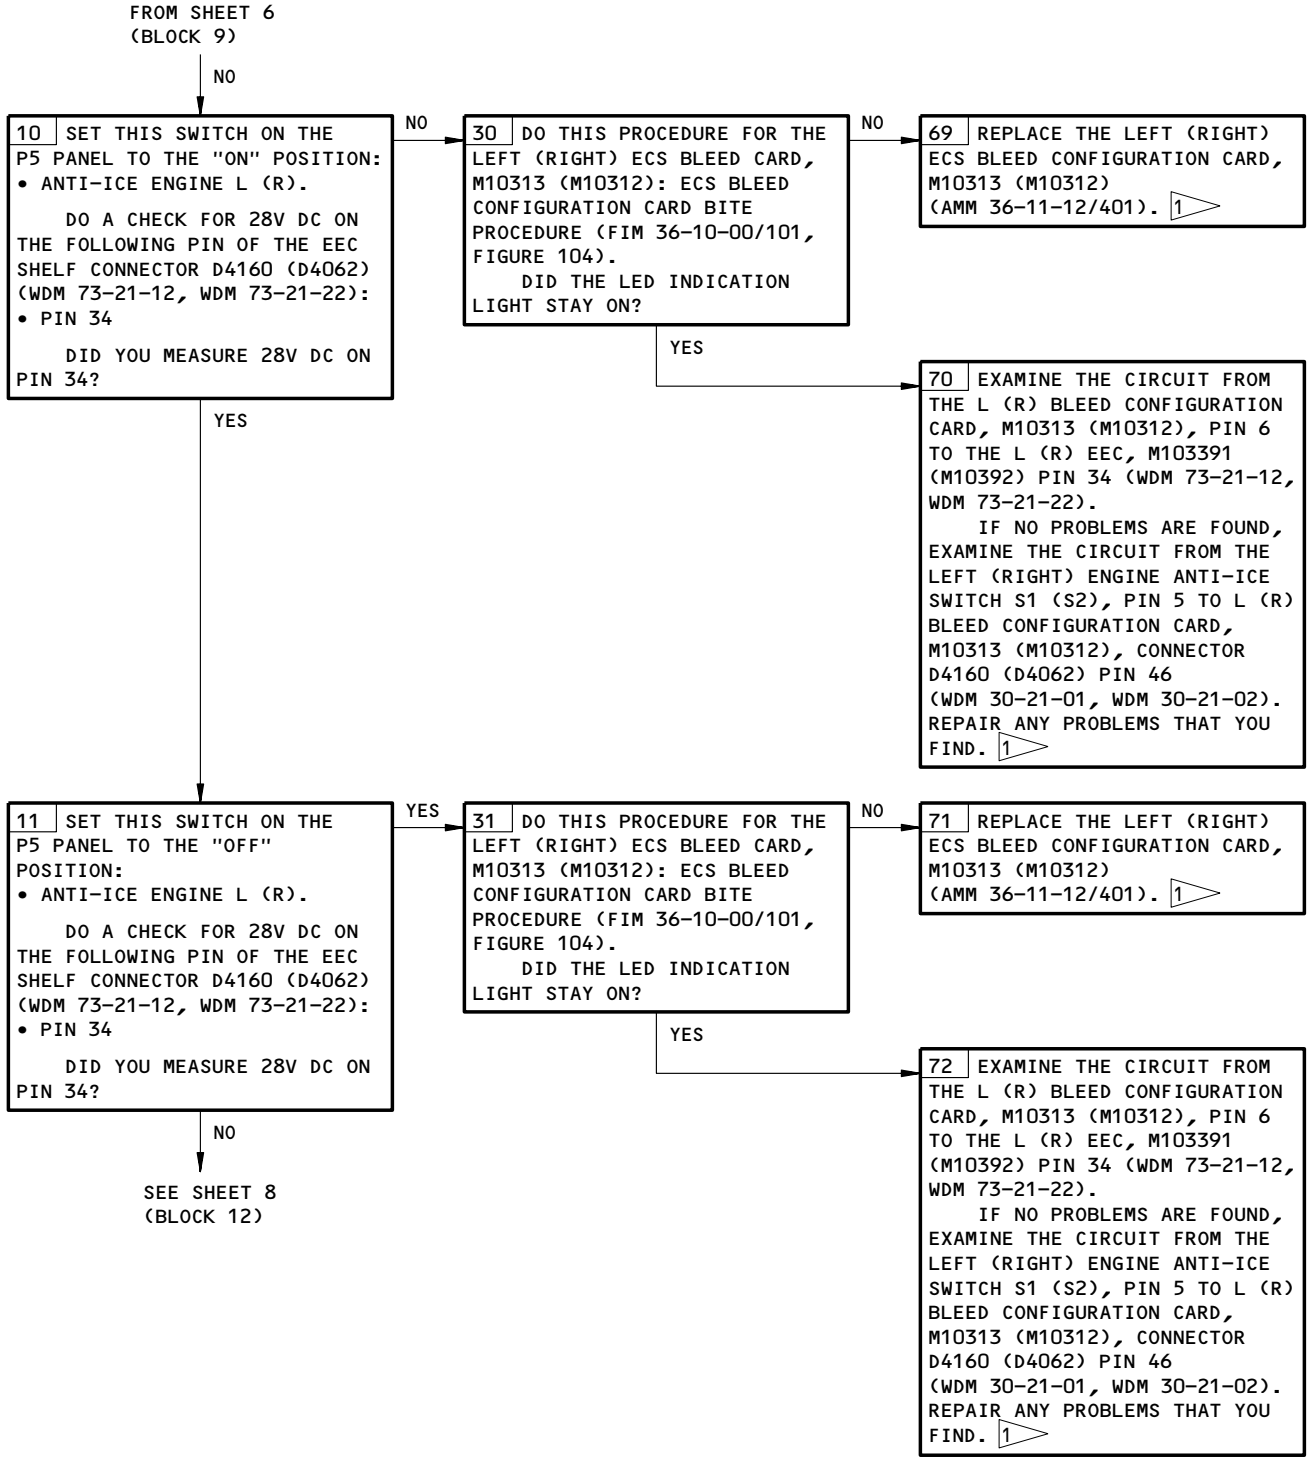 FROM SHEET 6
(BLOCK 9)
NO
10 SET THIS SWITCH ON THE
P5 PANEL TO THE "ON" POSITION:
• ANTI-ICE ENGINE L (R).
DO A CHECK FOR 28V DC ON
THE FOLLOWING PIN OF THE EEC
SHELF CONNECTOR D4160 (D4062)
(WDM 73-21-12, WDM 73-21-22):
• PIN 34
DID YOU MEASURE 28V DC ON
PIN 34?
NO
30 DO THIS PROCEDURE FOR THE
LEFT (RIGHT) ECS BLEED CARD,
M10313 (M10312): ECS BLEED
CONFIGURATION CARD BITE
PROCEDURE (FIM 36-10-00/101,
FIGURE 104).
DID THE LED INDICATION
LIGHT STAY ON?
NO
69 REPLACE THE LEFT (RIGHT)
ECS BLEED CONFIGURATION CARD,
M10313 (M10312)
(AMM 36-11-12/401). 1
YES
70 EXAMINE THE CIRCUIT FROM
THE L (R) BLEED CONFIGURATION
CARD, M10313 (M10312), PIN 6
TO THE L (R) EEC, M103391
(M10392) PIN 34 (WDM 73-21-12,
WDM 73-21-22).
IF NO PROBLEMS ARE FOUND,
EXAMINE THE CIRCUIT FROM THE
LEFT (RIGHT) ENGINE ANTI-ICE
SWITCH S1 (S2), PIN 5 TO L (R)
BLEED CONFIGURATION CARD,
M10313 (M10312), CONNECTOR
D4160 (D4062) PIN 46
(WDM 30-21-01, WDM 30-21-02).
REPAIR ANY PROBLEMS THAT YOU
FIND. 1
YES
11 SET THIS SWITCH ON THE
P5 PANEL TO THE "OFF"
POSITION:
• ANTI-ICE ENGINE L (R).
DO A CHECK FOR 28V DC ON
THE FOLLOWING PIN OF THE EEC
SHELF CONNECTOR D4160 (D4062)
(WDM 73-21-12, WDM 73-21-22):
• PIN 34
DID YOU MEASURE 28V DC ON
PIN 34?
YES
31 DO THIS PROCEDURE FOR THE
LEFT (RIGHT) ECS BLEED CARD,
M10313 (M10312): ECS BLEED
CONFIGURATION CARD BITE
PROCEDURE (FIM 36-10-00/101,
FIGURE 104).
DID THE LED INDICATION
LIGHT STAY ON?
NO
71 REPLACE THE LEFT (RIGHT)
ECS BLEED CONFIGURATION CARD,
M10313 (M10312)
(AMM 36-11-12/401). 1
YES
72 EXAMINE THE CIRCUIT FROM
THE L (R) BLEED CONFIGURATION
CARD, M10313 (M10312), PIN 6
TO THE L (R) EEC, M103391
(M10392) PIN 34 (WDM 73-21-12,
WDM 73-21-22).
IF NO PROBLEMS ARE FOUND,
EXAMINE THE CIRCUIT FROM THE
LEFT (RIGHT) ENGINE ANTI-ICE
SWITCH S1 (S2), PIN 5 TO L (R)
BLEED CONFIGURATION CARD,
M10313 (M10312), CONNECTOR
D4160 (D4062) PIN 46
(WDM 30-21-01, WDM 30-21-02).
REPAIR ANY PROBLEMS THAT YOU
FIND. 1
NO
SEE SHEET 8
(BLOCK 12)